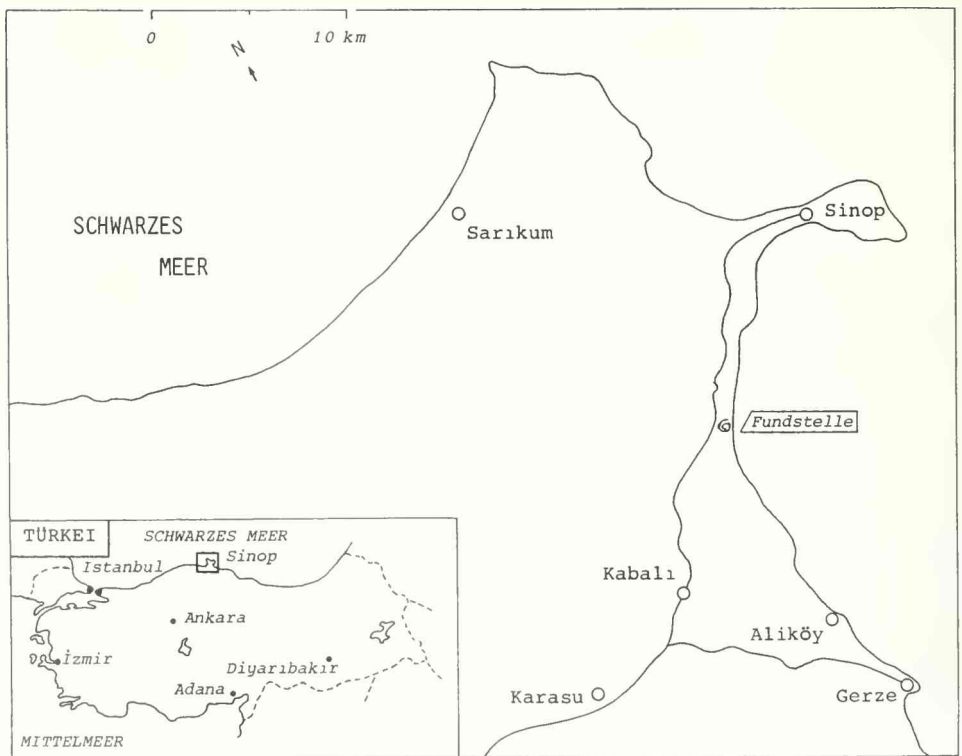 0 10 km
N
SCHWARZES
MEER
Sarıkum
Sinop
Fundstelle
Kabalı
Aliköy
Karasu
Gerze
TÜRKEI
SCHWARZES MEER
Sinop
Istanbul
Ankara
İzmir
Diyarıbakır
Adana
MITTELMEER